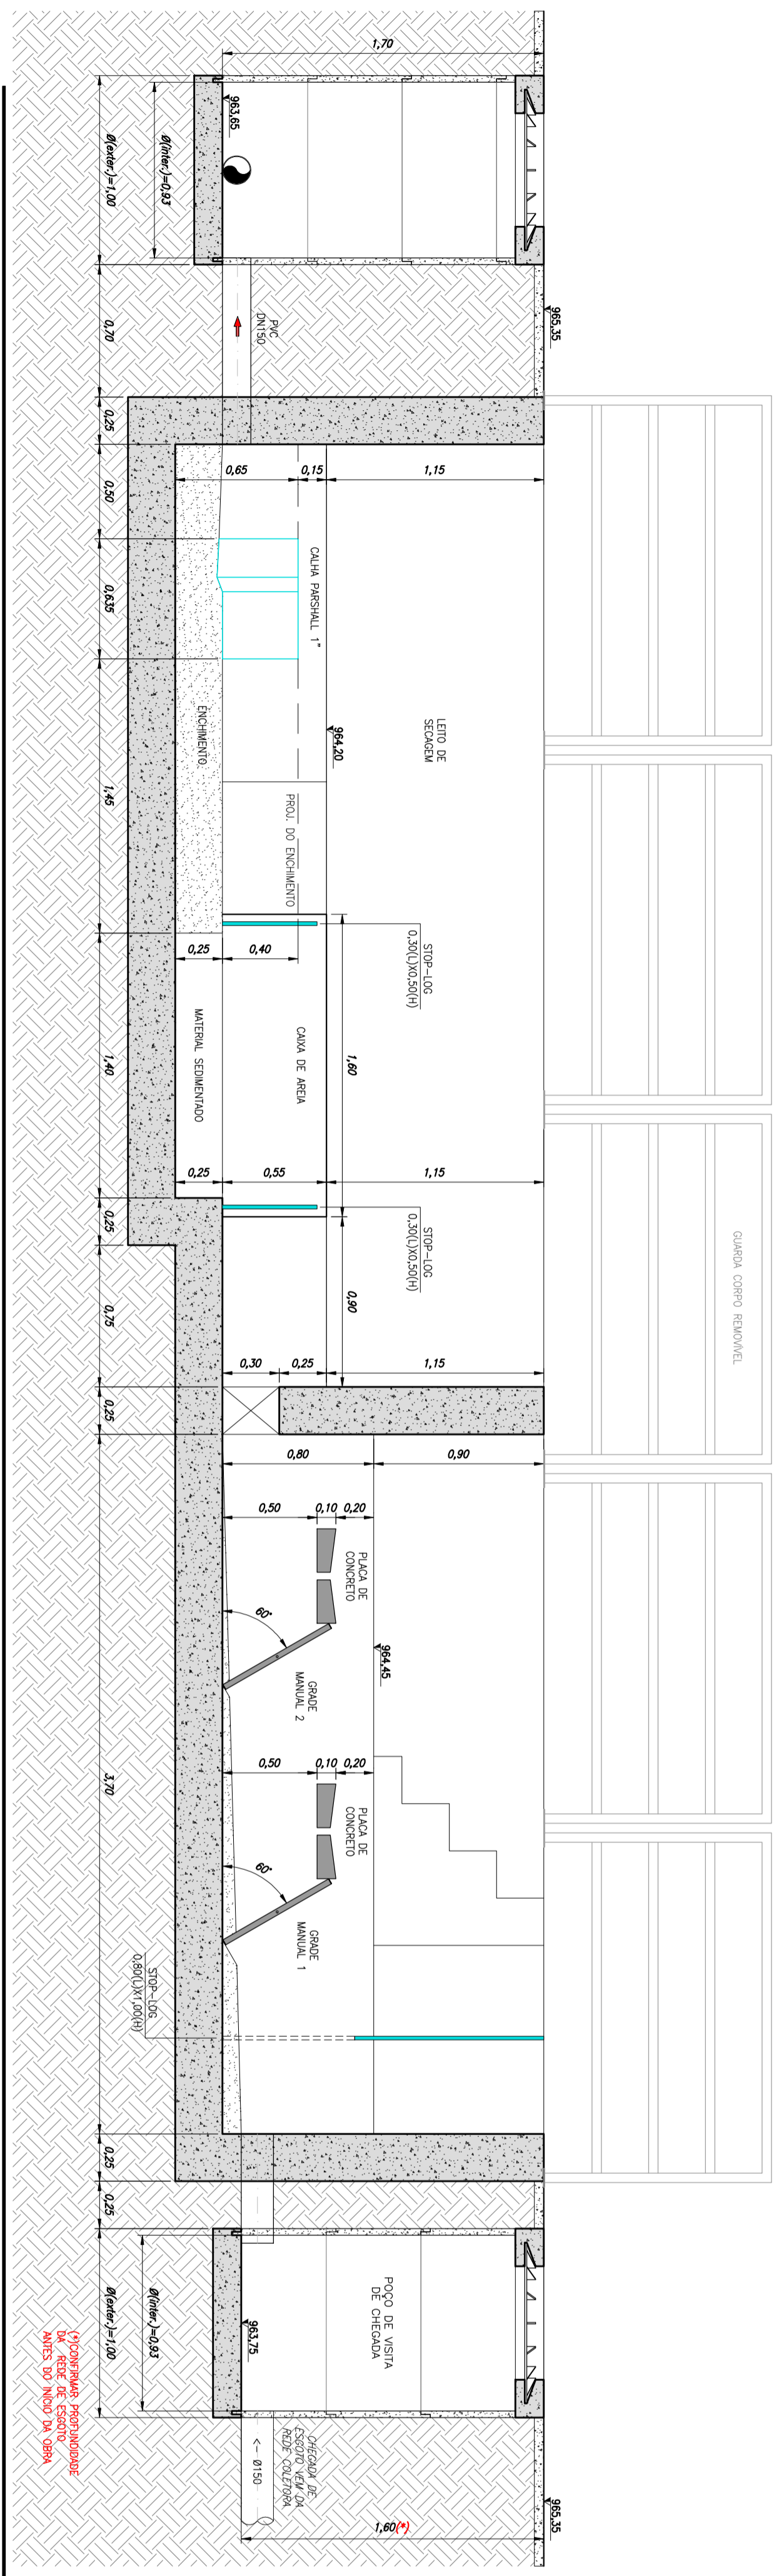 GUARDA CORPO REMOVÍVEL
965,35
965,35
1,70
963,65
Ø(inter.)=0,93
Ø(exter.)=1,00
PVC
DN150
0,70
0,25
0,50
0,635
1,45
1,40
0,25
0,75
0,25
3,70
0,25
0,25
Ø(exter.)=1,00
Ø(inter.)=0,93
1,15
0,15
0,65
CALHA PARSHALL 1"
ENCHIMENTO
LEITO DE
SECAGEM
964,20
PROJ. DO ENCHIMENTO
STOP-LOG
0,30(L)X0,50(H)
1,60
0,40
0,25
CAIXA DE AREIA
MATERIAL SEDIMENTADO
1,15
0,55
0,25
STOP-LOG
0,30(L)X0,50(H)
0,90
1,15
0,25
0,30
0,90
0,80
0,20
0,10
0,50
PLACA DE
CONCRETO
60°
GRADE
MANUAL 2
964,45
0,20
0,10
0,50
PLACA DE
CONCRETO
60°
GRADE
MANUAL 1
STOP-LOG
0,80(L)X1,00(H)
POÇO DE VISITA
DE CHEGADA
963,75
CHEGADA DE
ESGOTO VEM DA
REDE COLETORA
<- Ø150
1,60(*)
(*)CONFIRMAR PROFUNDIDADE
DA REDE DE ESGOTO
ANTES DO INÍCIO DA OBRA